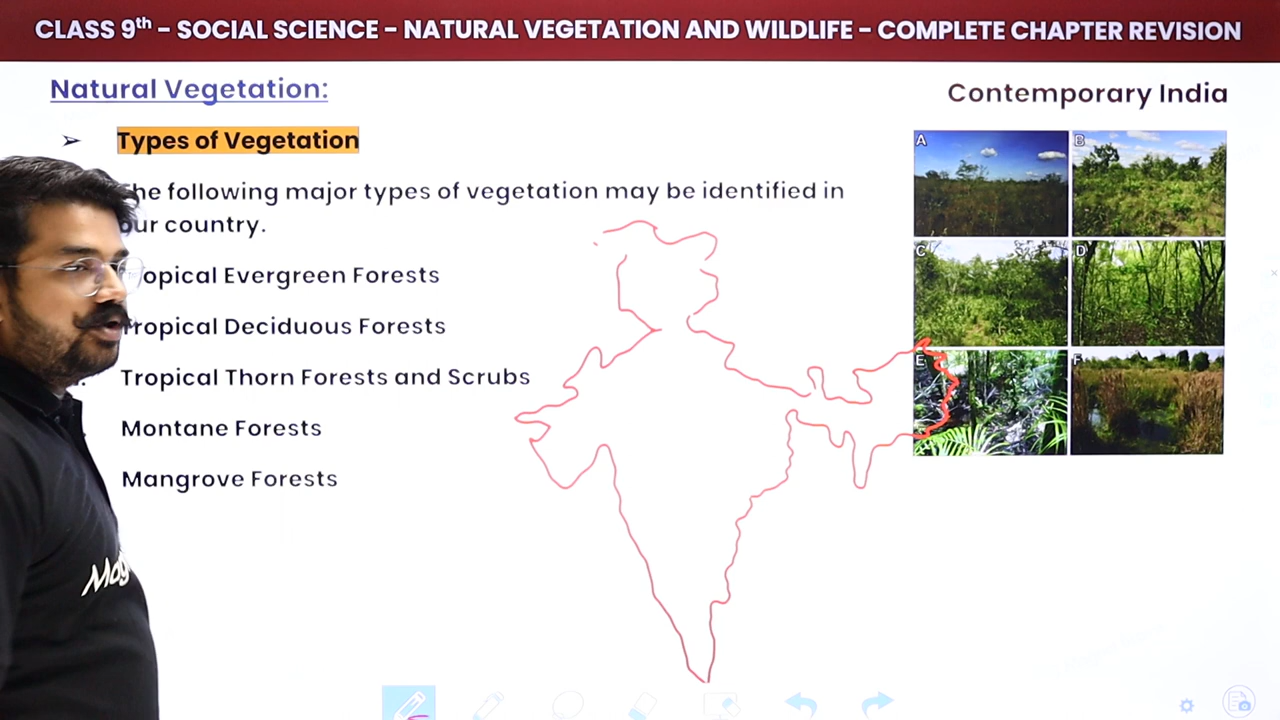 CLASS 9th – SOCIAL SCIENCE – NATURAL VEGETATION AND WILDLIFE – COMPLETE CHAPTER REVISION
Natural Vegetation:
Contemporary India
➢ Types of Vegetation
he following major types of vegetation may be identified in
our country.
opical Evergreen Forests
Tropical Deciduous Forests
Tropical Thorn Forests and Scrubs
Montane Forests
Mangrove Forests
A
B
C
D
E
F